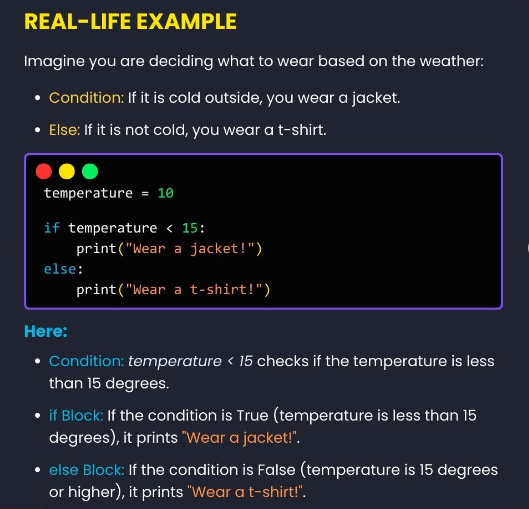 REAL-LIFE EXAMPLE
Imagine you are deciding what to wear based on the weather:
• Condition: If it is cold outside, you wear a jacket.
• Else: If it is not cold, you wear a t-shirt.
temperature = 10
if temperature < 15:
    print("Wear a jacket!")
else:
    print("Wear a t-shirt!")
Here:
• Condition: temperature < 15 checks if the temperature is less
than 15 degrees.
• if Block: If the condition is True (temperature is less than 15
degrees), it prints "Wear a jacket!".
• else Block: If the condition is False (temperature is 15 degrees
or higher), it prints "Wear a t-shirt!".